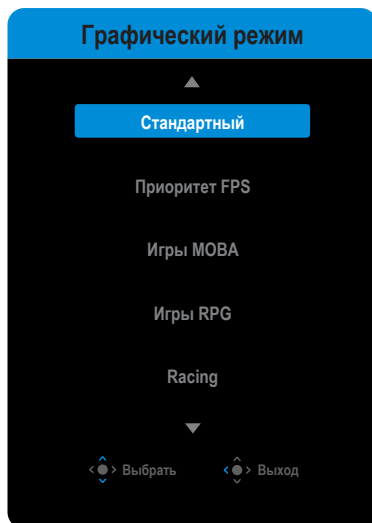 Графический режим
Стандартный
Приоритет FPS
Игры MOBA
Игры RPG
Racing
Выбрать Выход